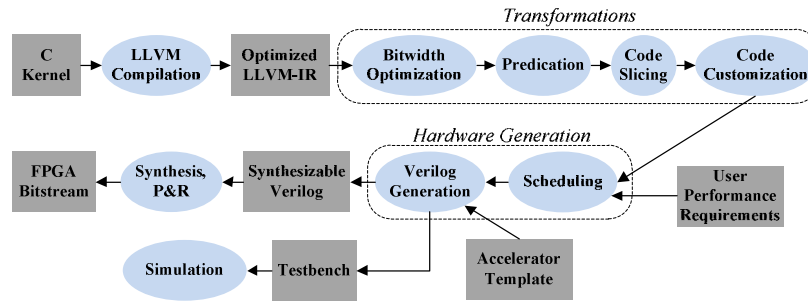 Transformations
C
Kernel
LLVM
Compilation
Optimized
LLVM-IR
Bitwidth
Optimization
Predication
Code
Slicing
Code
Customization
Hardware Generation
FPGA
Bitstream
Synthesis,
P&R
Synthesizable
Verilog
Verilog
Generation
Scheduling
User
Performance
Requirements
Simulation
Testbench
Accelerator
Template